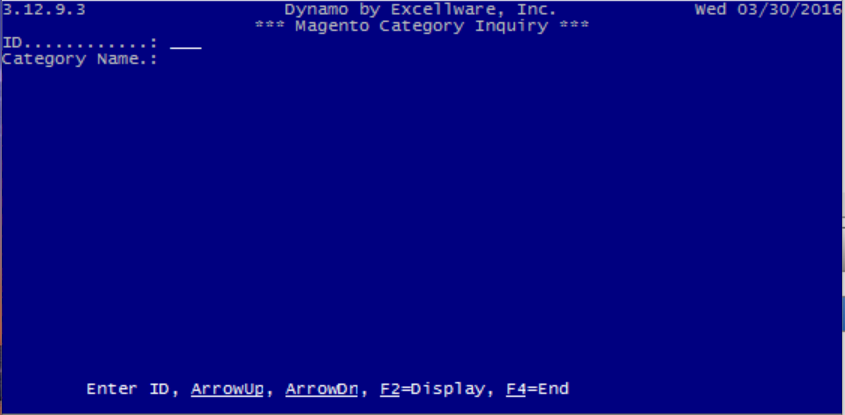 3.12.9.3 Dynamo by Excellware, Inc. Wed 03/30/2016
*** Magento Category Inquiry ***
ID............: ___
Category Name.:
Enter ID, ArrowUp, ArrowDn, F2=Display, F4=End